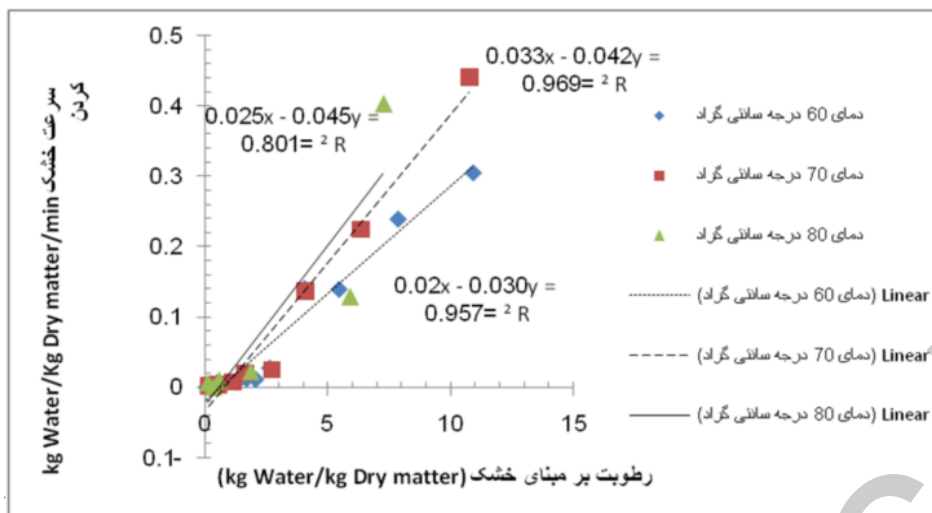 0.5
0.4
0.3
0.2
0.1
0
0.1-
0
5
10
15
سرعت خشک کردن
kg Water/Kg Dry matter/min
رطوبت بر مبنای خشک (kg Water/kg Dry matter)
0.033x - 0.042y =
0.969= ² R
0.025x - 0.045y =
0.801= ² R
0.02x - 0.030y =
0.957= ² R
دمای 60 درجه سانتی گراد
دمای 70 درجه سانتی گراد
دمای 80 درجه سانتی گراد
Linear (دمای 60 درجه سانتی گراد)
Linear (دمای 70 درجه سانتی گراد)
Linear (دمای 80 درجه سانتی گراد)